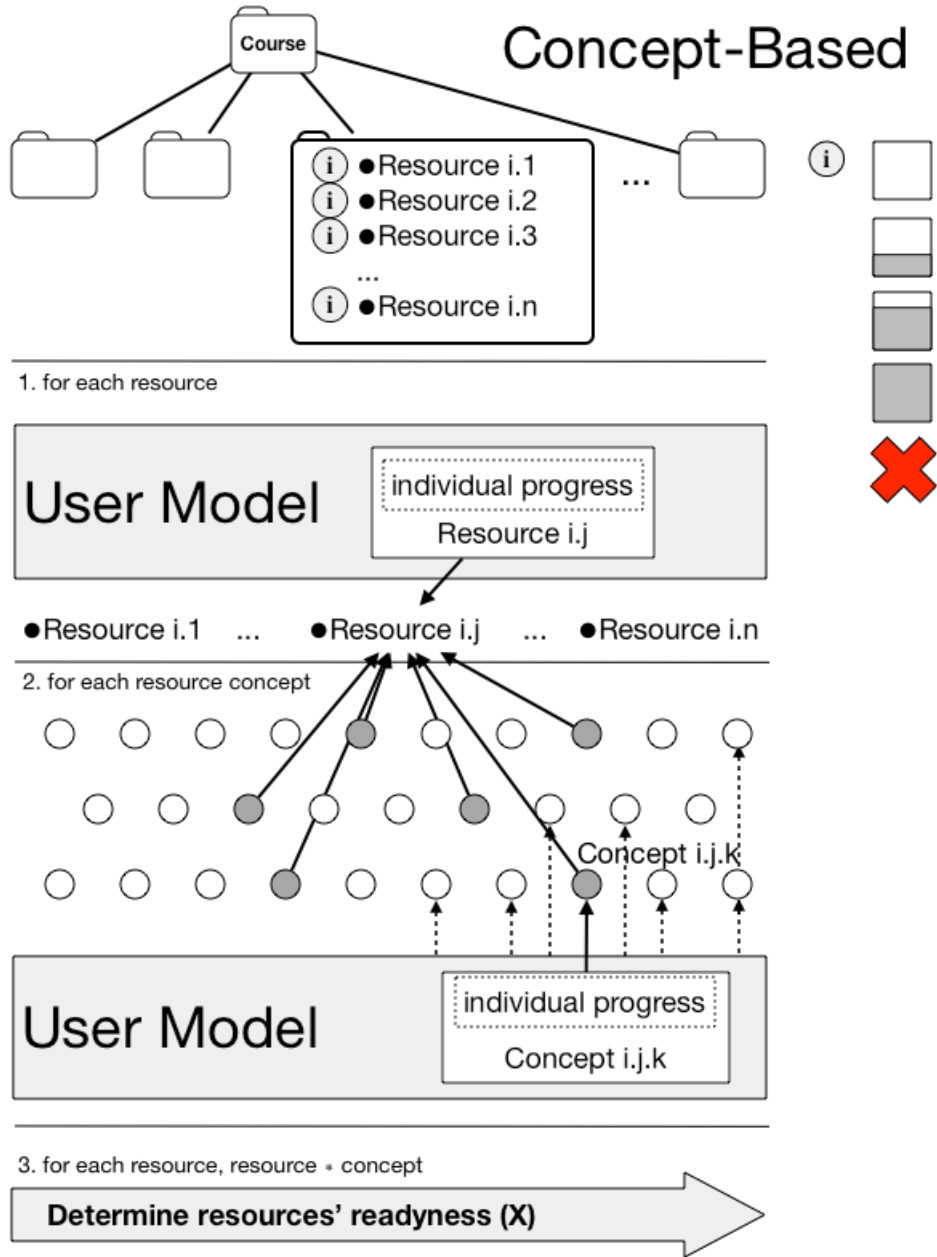 Concept-Based
Course
i ●Resource i.1
i ●Resource i.2
i ●Resource i.3
...
i ●Resource i.n
...
i
1. for each resource
User Model
individual progress
Resource i.j
●Resource i.1 ... ●Resource i.j ... ●Resource i.n
2. for each resource concept
Concept i.j.k
User Model
individual progress
Concept i.j.k
3. for each resource, resource * concept
Determine resources’ readyness (X)